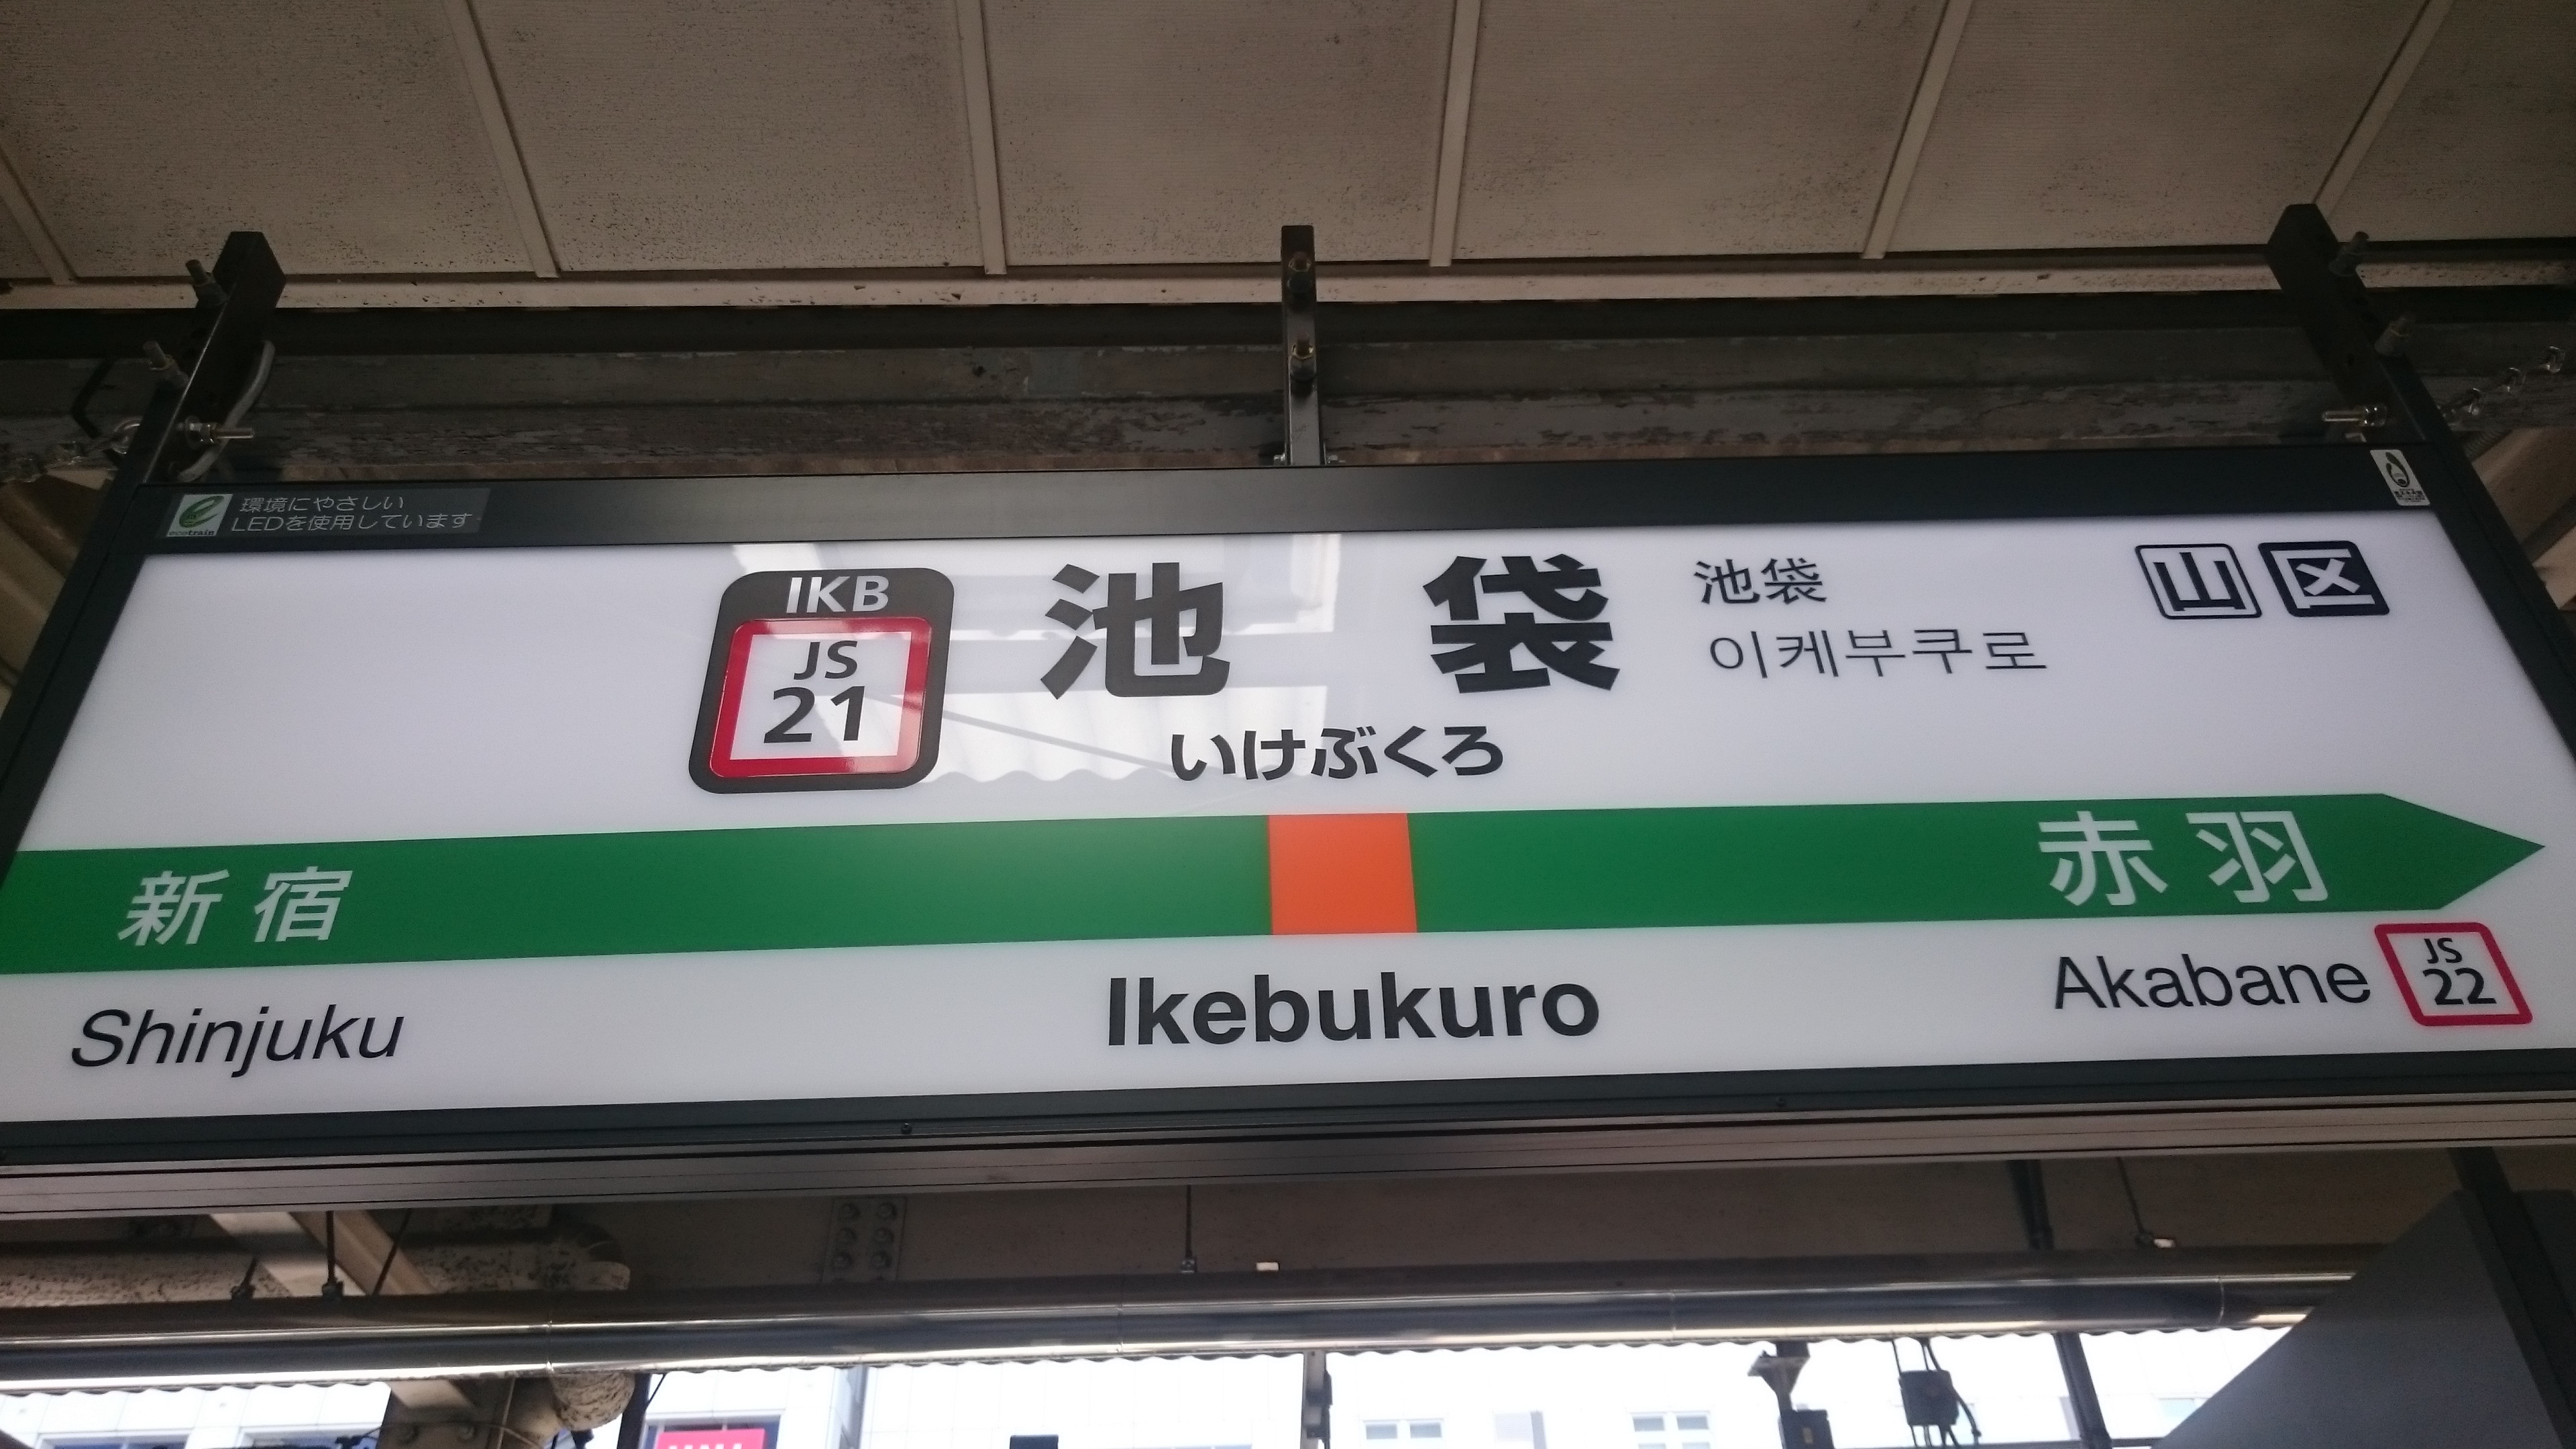 ecotrain
環境にやさしい
LEDを使用しています
IKB
JS
21
池袋
いけぶくろ
池袋
이케부쿠로
山 区
新宿
赤羽
Shinjuku
Ikebukuro
Akabane
JS
22